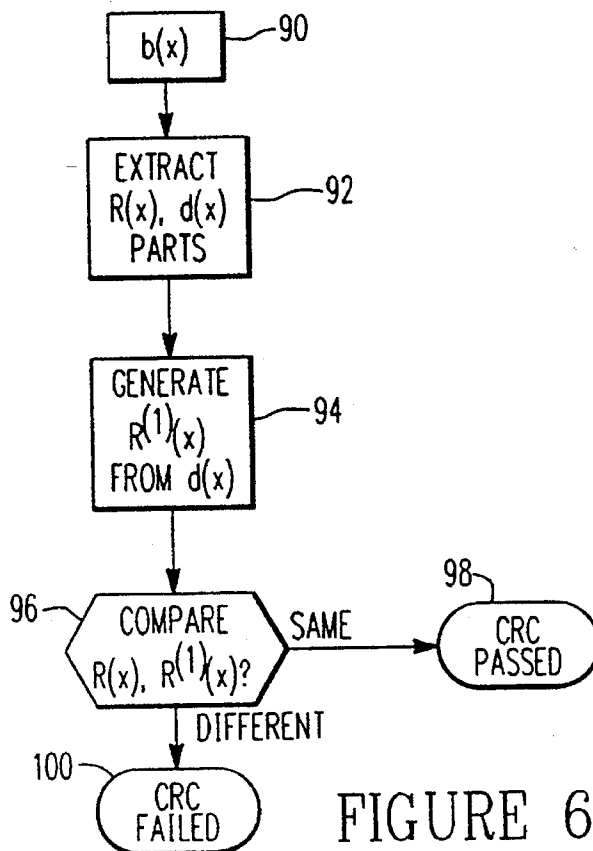 b(x)
90
EXTRACT
R(x), d(x)
PARTS
92
GENERATE
R(1)(x)
FROM d(x)
94
96
COMPARE
R(x), R(1)(x)?
SAME
98
CRC
PASSED
DIFFERENT
100
CRC
FAILED
FIGURE 6